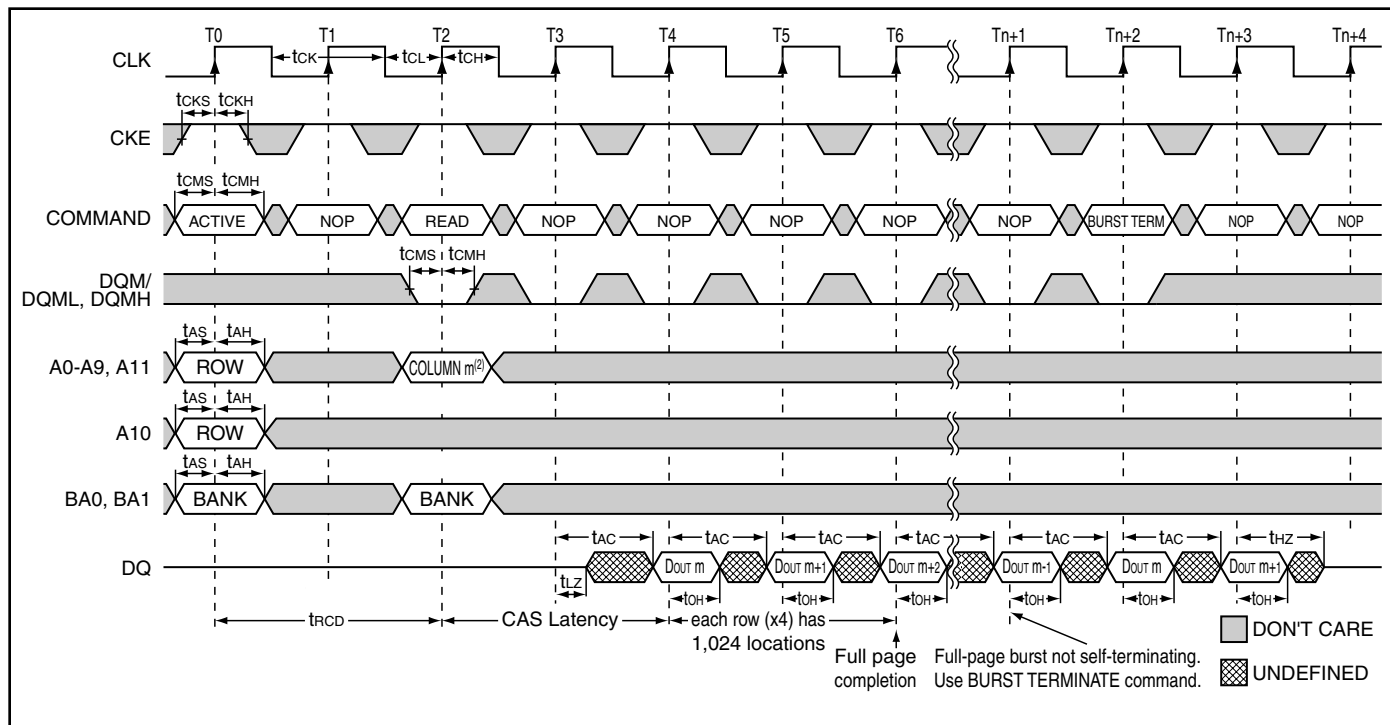 T0 T1 T2 T3 T4 T5 T6 Tn+1 Tn+2 Tn+3 Tn+4
CLK tCK tCL tCH
tCKS tCKH
CKE
tCMS tCMH
COMMAND ACTIVE NOP READ NOP NOP NOP NOP NOP BURST TERM NOP NOP
tCMS tCMH
DQM/
DQML, DQMH
tAS tAH
A0-A9, A11 ROW COLUMN m(2)
tAS tAH
A10 ROW
tAS tAH
BA0, BA1 BANK BANK
tAC tAC tAC tAC tAC tAC tHZ
DQ DOUT m DOUT m+1 DOUT m+2 DOUT m-1 DOUT m DOUT m+1
tLZ tOH tOH tOH tOH tOH tOH
tRCD CAS Latency each row (x4) has
1,024 locations
Full page
completion
Full-page burst not self-terminating.
Use BURST TERMINATE command.
DON'T CARE
UNDEFINED